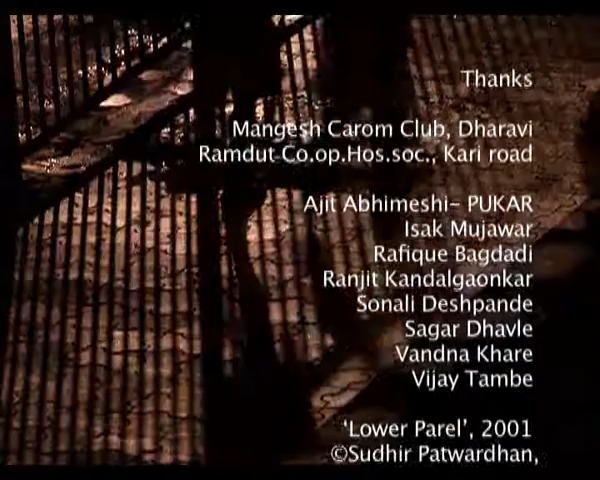 Thanks
Mangesh Carom Club, Dharavi
Ramdut Co.op.Hos.soc., Kari road
Ajit Abhimeshi- PUKAR
Isak Mujawar
Rafique Bagdadi
Ranjit Kandalgaonkar
Sonali Deshpande
Sagar Dhavle
Vandna Khare
Vijay Tambe
‘Lower Parel’, 2001
©Sudhir Patwardhan,